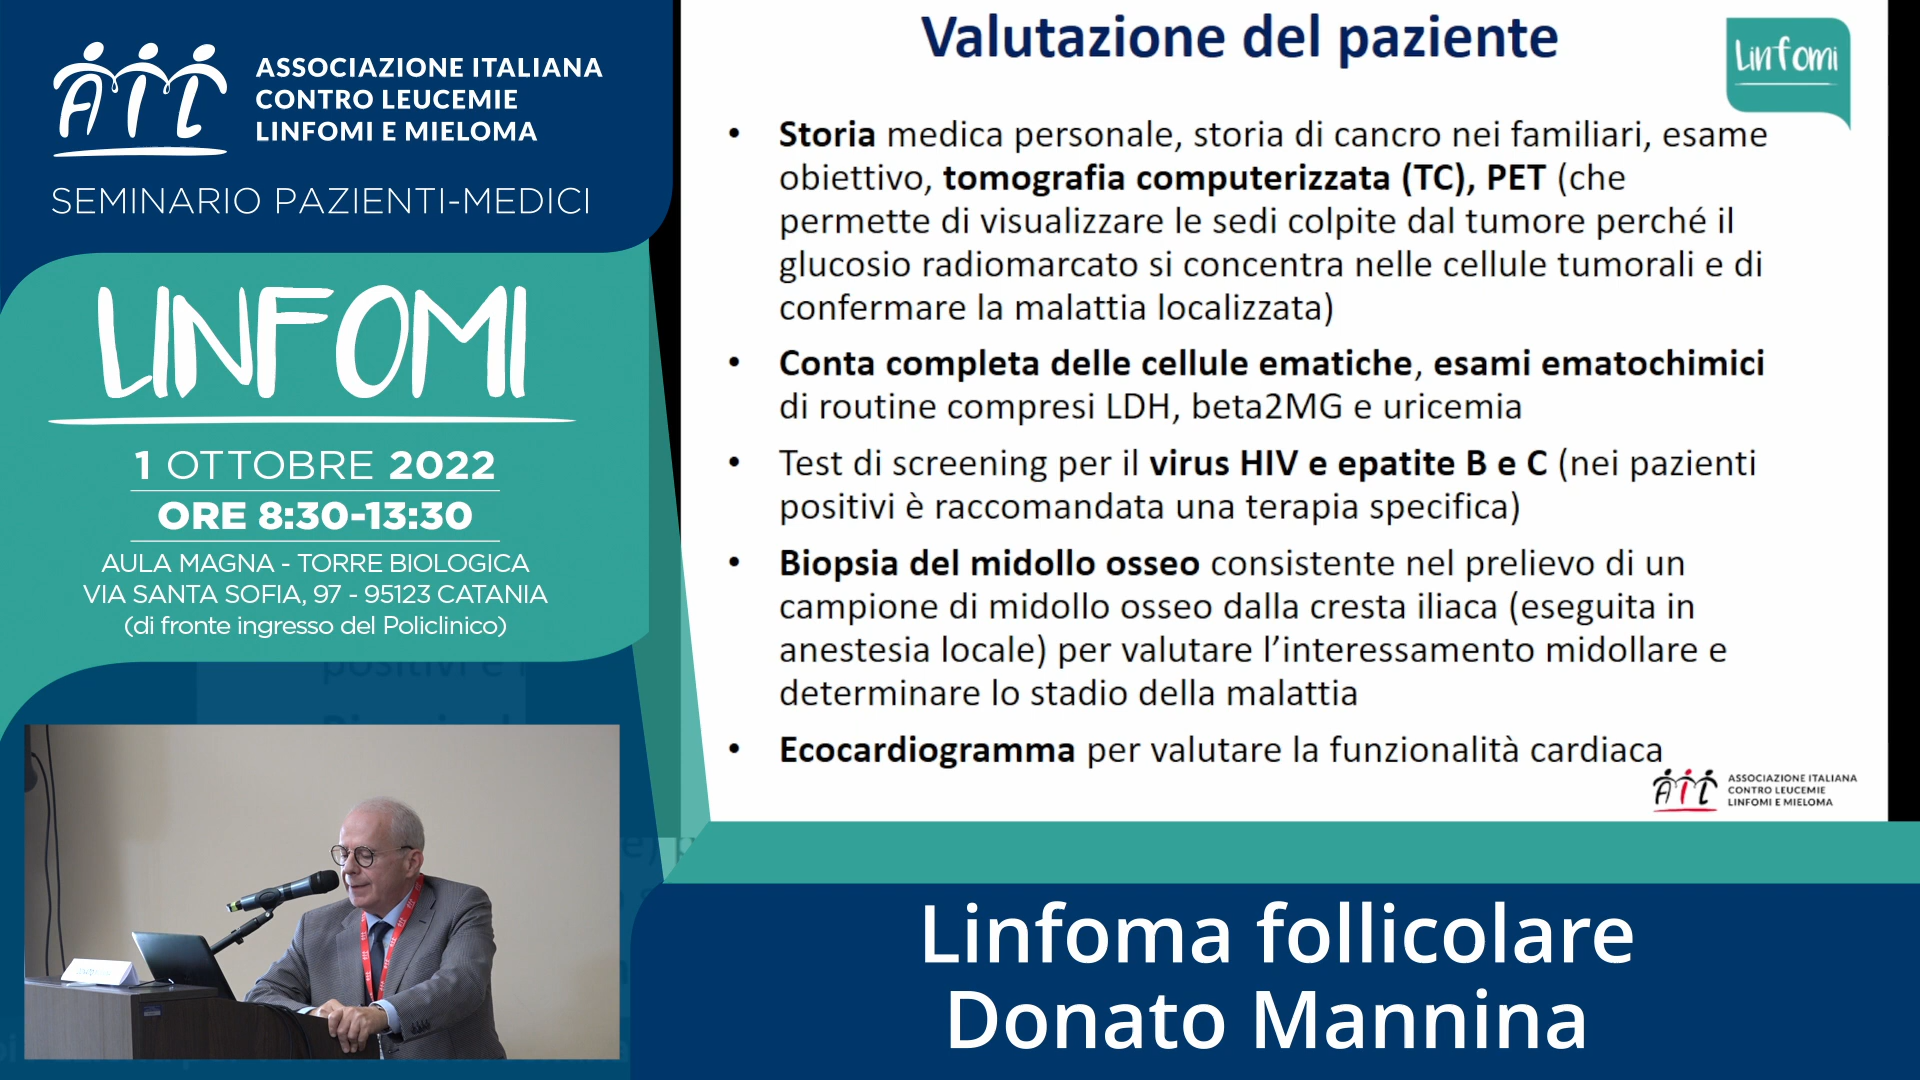 AIL
ASSOCIAZIONE ITALIANA
CONTRO LEUCEMIE
LINFOMI E MIELOMA
SEMINARIO PAZIENTI-MEDICI
LINFOMI
1 OTTOBRE 2022
ORE 8:30-13:30
AULA MAGNA - TORRE BIOLOGICA
VIA SANTA SOFIA, 97 - 95123 CATANIA
(di fronte ingresso del Policlinico)
Valutazione del paziente
Linfomi
• Storia medica personale, storia di cancro nei familiari, esame
obiettivo, tomografia computerizzata (TC), PET (che
permette di visualizzare le sedi colpite dal tumore perché il
glucosio radiomarcato si concentra nelle cellule tumorali e di
confermare la malattia localizzata)
• Conta completa delle cellule ematiche, esami ematochimici
di routine compresi LDH, beta2MG e uricemia
• Test di screening per il virus HIV e epatite B e C (nei pazienti
positivi è raccomandata una terapia specifica)
• Biopsia del midollo osseo consistente nel prelievo di un
campione di midollo osseo dalla cresta iliaca (eseguita in
anestesia locale) per valutare l’interessamento midollare e
determinare lo stadio della malattia
• Ecocardiogramma per valutare la funzionalità cardiaca
AIL
ASSOCIAZIONE ITALIANA
CONTRO LEUCEMIE
LINFOMI E MIELOMA
Linfoma follicolare
Donato Mannina